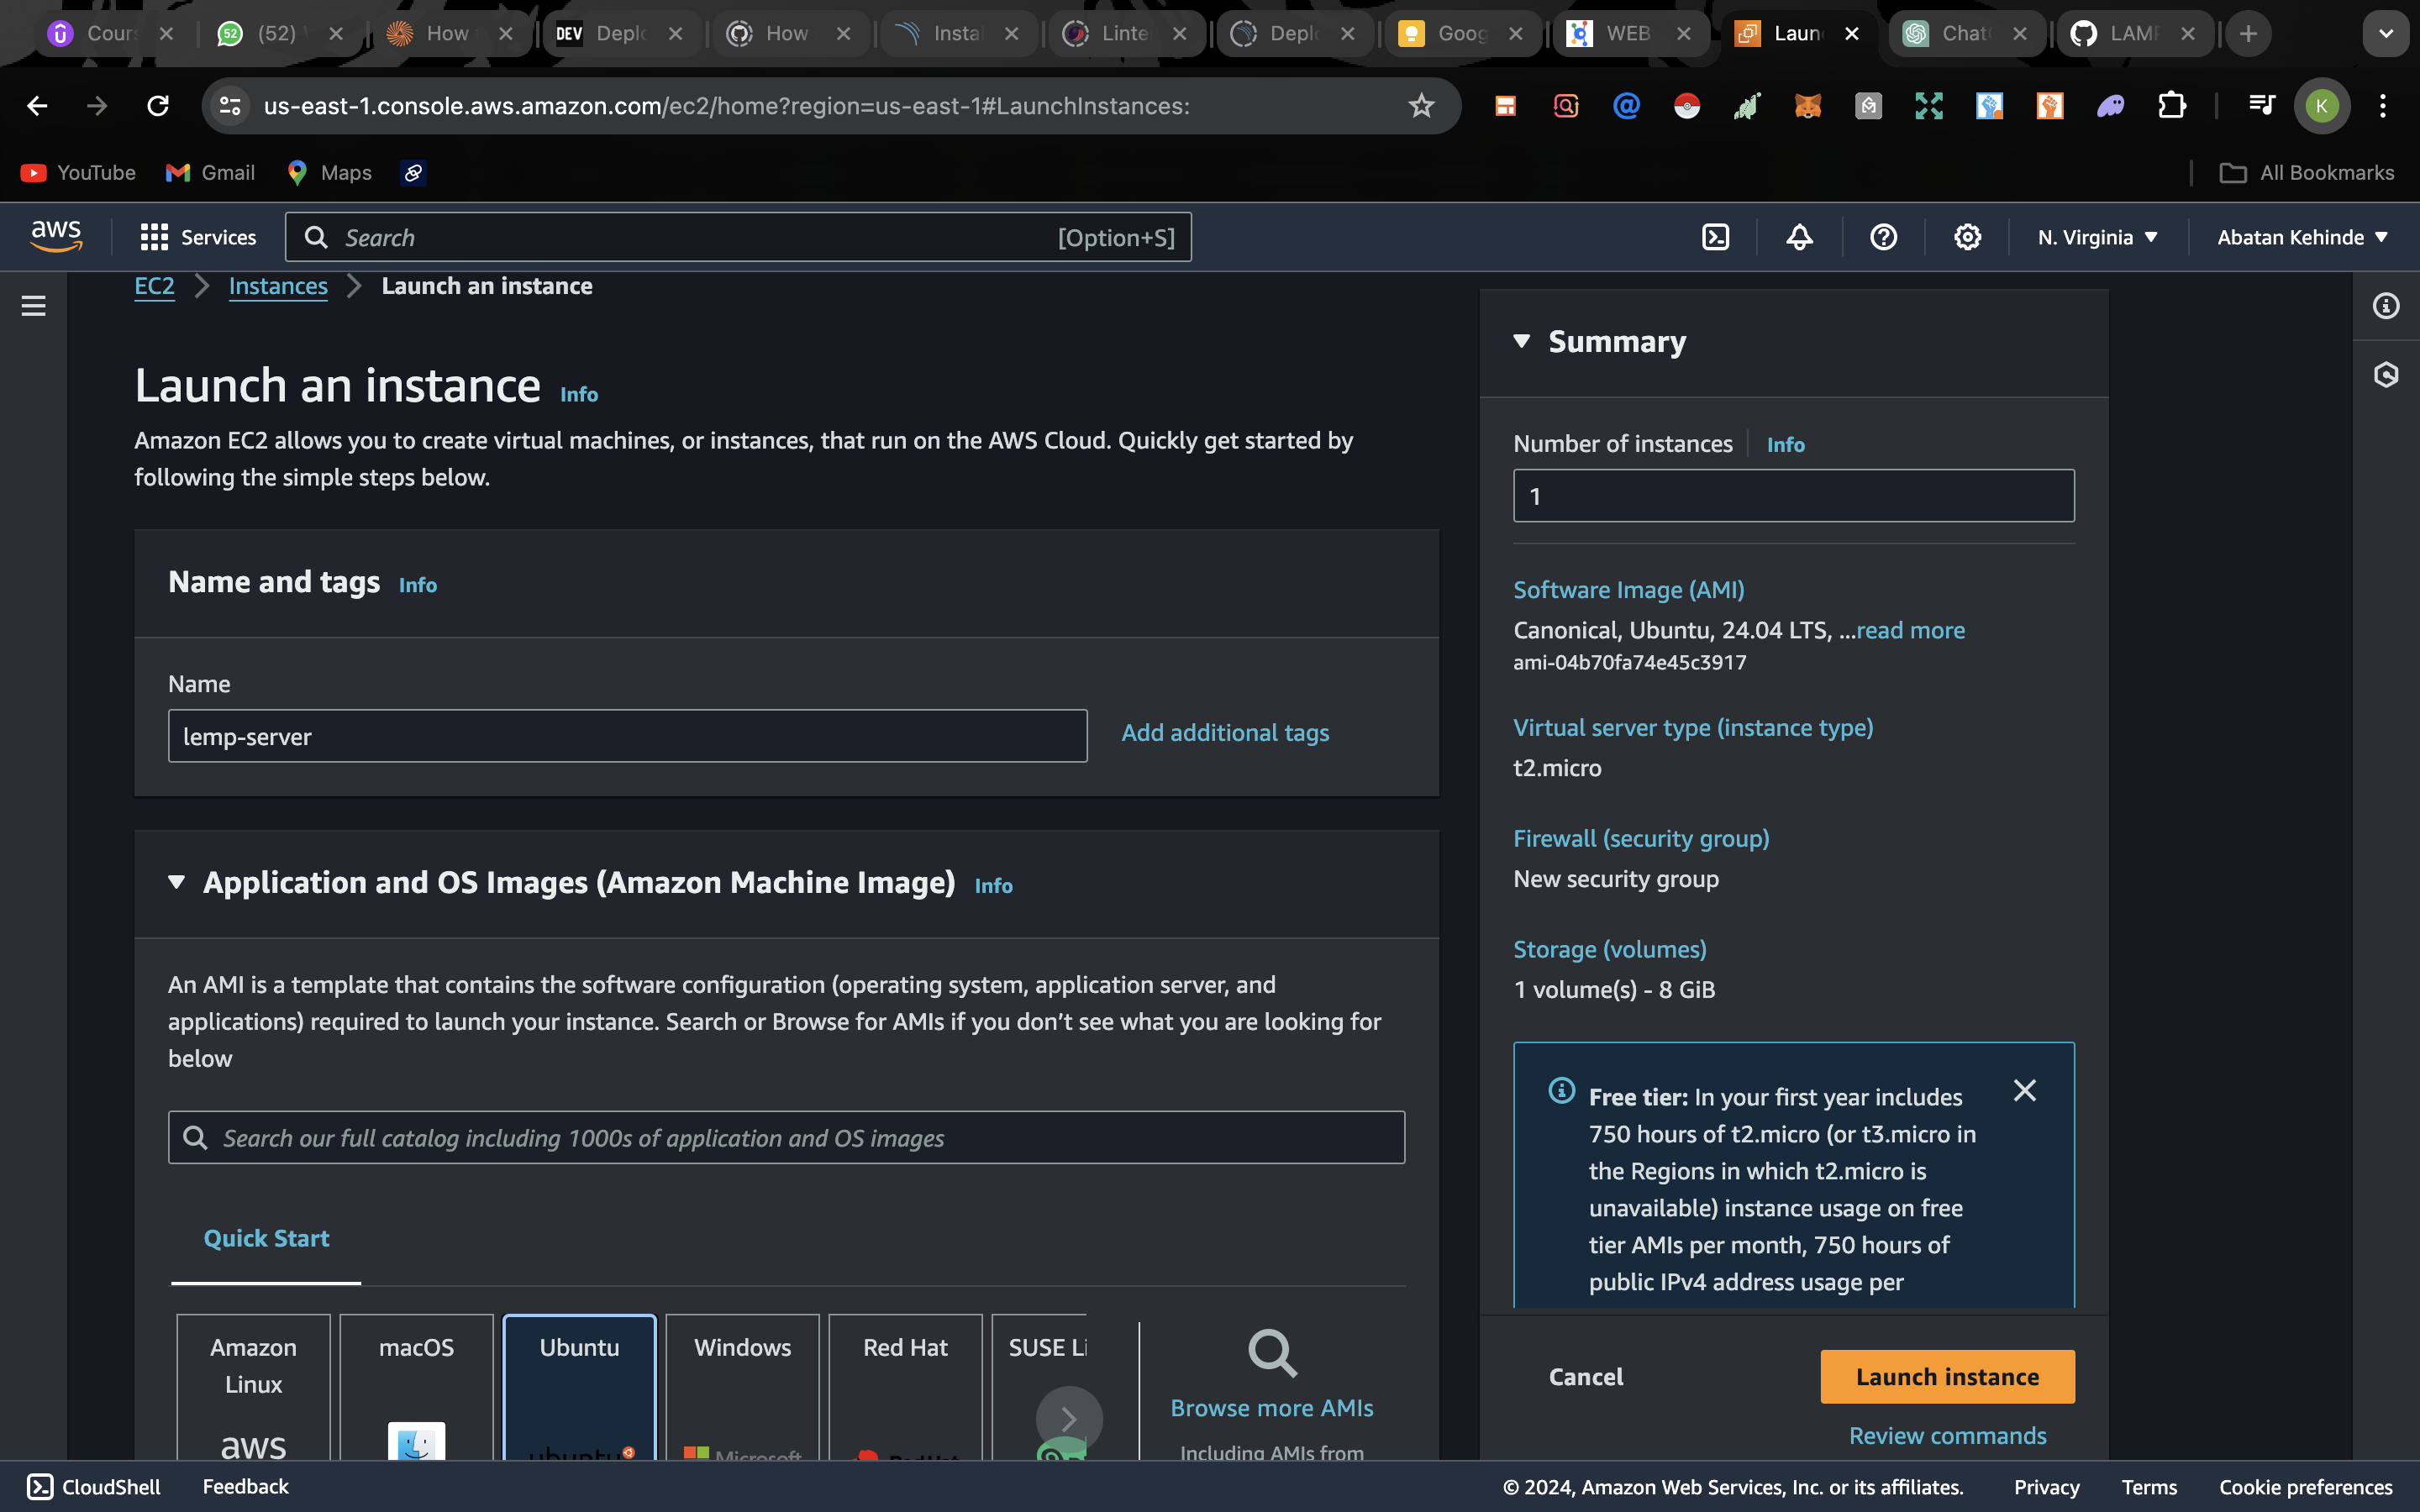 Cours
52
(52)
How
DEV
Deplo
How
Instal
Linte
Deplo
Goog
WEB
Laun
Chat
LAMP
us-east-1.console.aws.amazon.com/ec2/home?region=us-east-1#LaunchInstances:
K
YouTube
Gmail
Maps
All Bookmarks
aws
Services
Search
[Option+S]
N. Virginia
Abatan Kehinde
EC2
Instances
Launch an instance
Launch an instance Info
Amazon EC2 allows you to create virtual machines, or instances, that run on the AWS Cloud. Quickly get started by
following the simple steps below.
Name and tags Info
Name
lemp-server
Add additional tags
Application and OS Images (Amazon Machine Image) Info
An AMI is a template that contains the software configuration (operating system, application server, and
applications) required to launch your instance. Search or Browse for AMIs if you don’t see what you are looking for
below
Search our full catalog including 1000s of application and OS images
Quick Start
Amazon
Linux
aws
macOS
Ubuntu
ubuntu
Windows
Microsoft
Red Hat
RedHat
SUSE Li
Browse more AMIs
Including AMIs from
Summary
Number of instances Info
1
Software Image (AMI)
Canonical, Ubuntu, 24.04 LTS, ...read more
ami-04b70fa74e45c3917
Virtual server type (instance type)
t2.micro
Firewall (security group)
New security group
Storage (volumes)
1 volume(s) - 8 GiB
Free tier: In your first year includes
750 hours of t2.micro (or t3.micro in
the Regions in which t2.micro is
unavailable) instance usage on free
tier AMIs per month, 750 hours of
public IPv4 address usage per
Cancel
Launch instance
Review commands
CloudShell
Feedback
© 2024, Amazon Web Services, Inc. or its affiliates.
Privacy
Terms
Cookie preferences